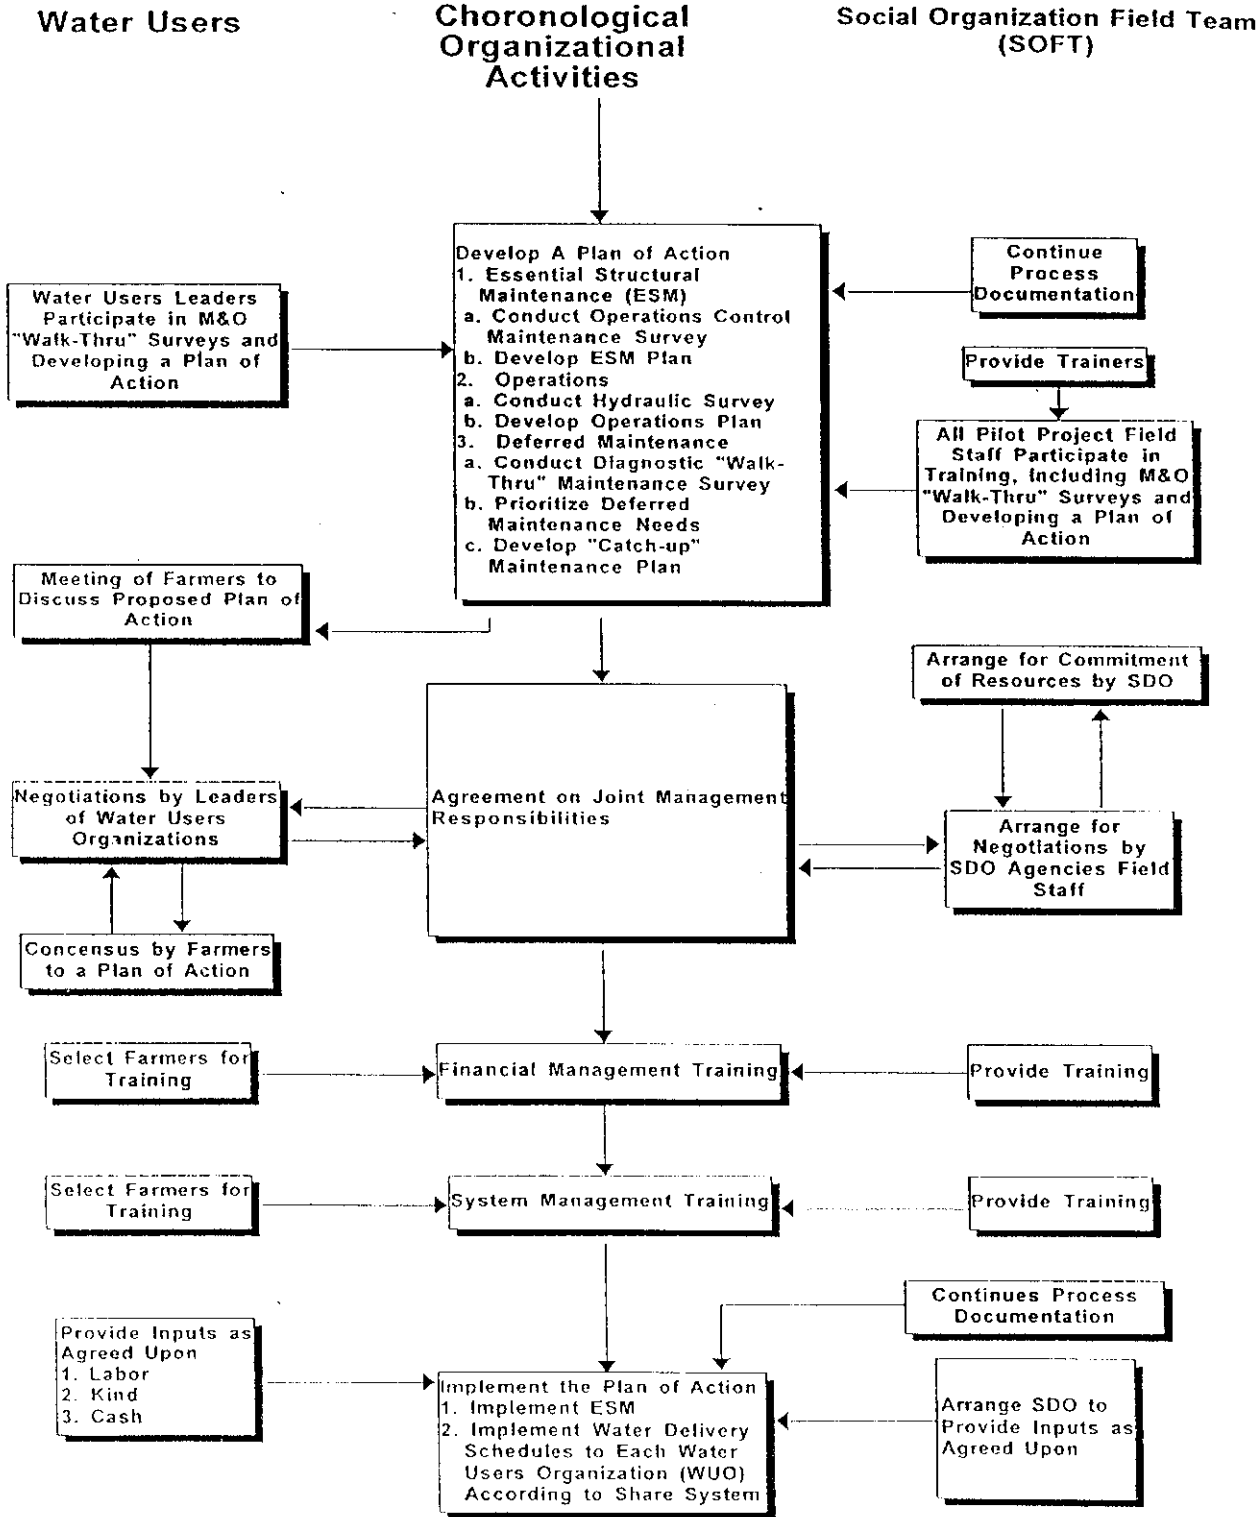 Water Users
Choronological
Organizational
Activities
Social Organization Field Team
(SOFT)
Develop A Plan of Action
1. Essential Structural
Maintenance (ESM)
a. Conduct Operations Control
Maintenance Survey
b. Develop ESM Plan
2. Operations
a. Conduct Hydraulic Survey
b. Develop Operations Plan
3. Deferred Maintenance
a. Conduct Diagnostic "Walk-
Thru" Maintenance Survey
b. Prioritize Deferred
Maintenance Needs
c. Develop "Catch-up"
Maintenance Plan
Water Users Leaders
Participate in M&O
"Walk-Thru" Surveys and
Developing a Plan of
Action
Continue
Process
Documentation
Provide Trainers
All Pilot Project Field
Staff Participate in
Training, Including M&O
"Walk-Thru" Surveys and
Developing a Plan of
Action
Meeting of Farmers to
Discuss Proposed Plan of
Action
Arrange for Commitment
of Resources by SDO
Negotiations by Leaders
of Water Users
Organizations
Agreement on Joint Management
Responsibilities
Arrange for
Negotiations by
SDO Agencies Field
Staff
Concensus by Farmers
to a Plan of Action
Select Farmers for
Training
Financial Management Training
Provide Training
Select Farmers for
Training
System Management Training
Provide Training
Continues Process
Documentation
Provide Inputs as
Agreed Upon
1. Labor
2. Kind
3. Cash
Implement the Plan of Action
1. Implement ESM
2. Implement Water Delivery
Schedules to Each Water
Users Organization (WUO)
According to Share System
Arrange SDO to
Provide Inputs as
Agreed Upon